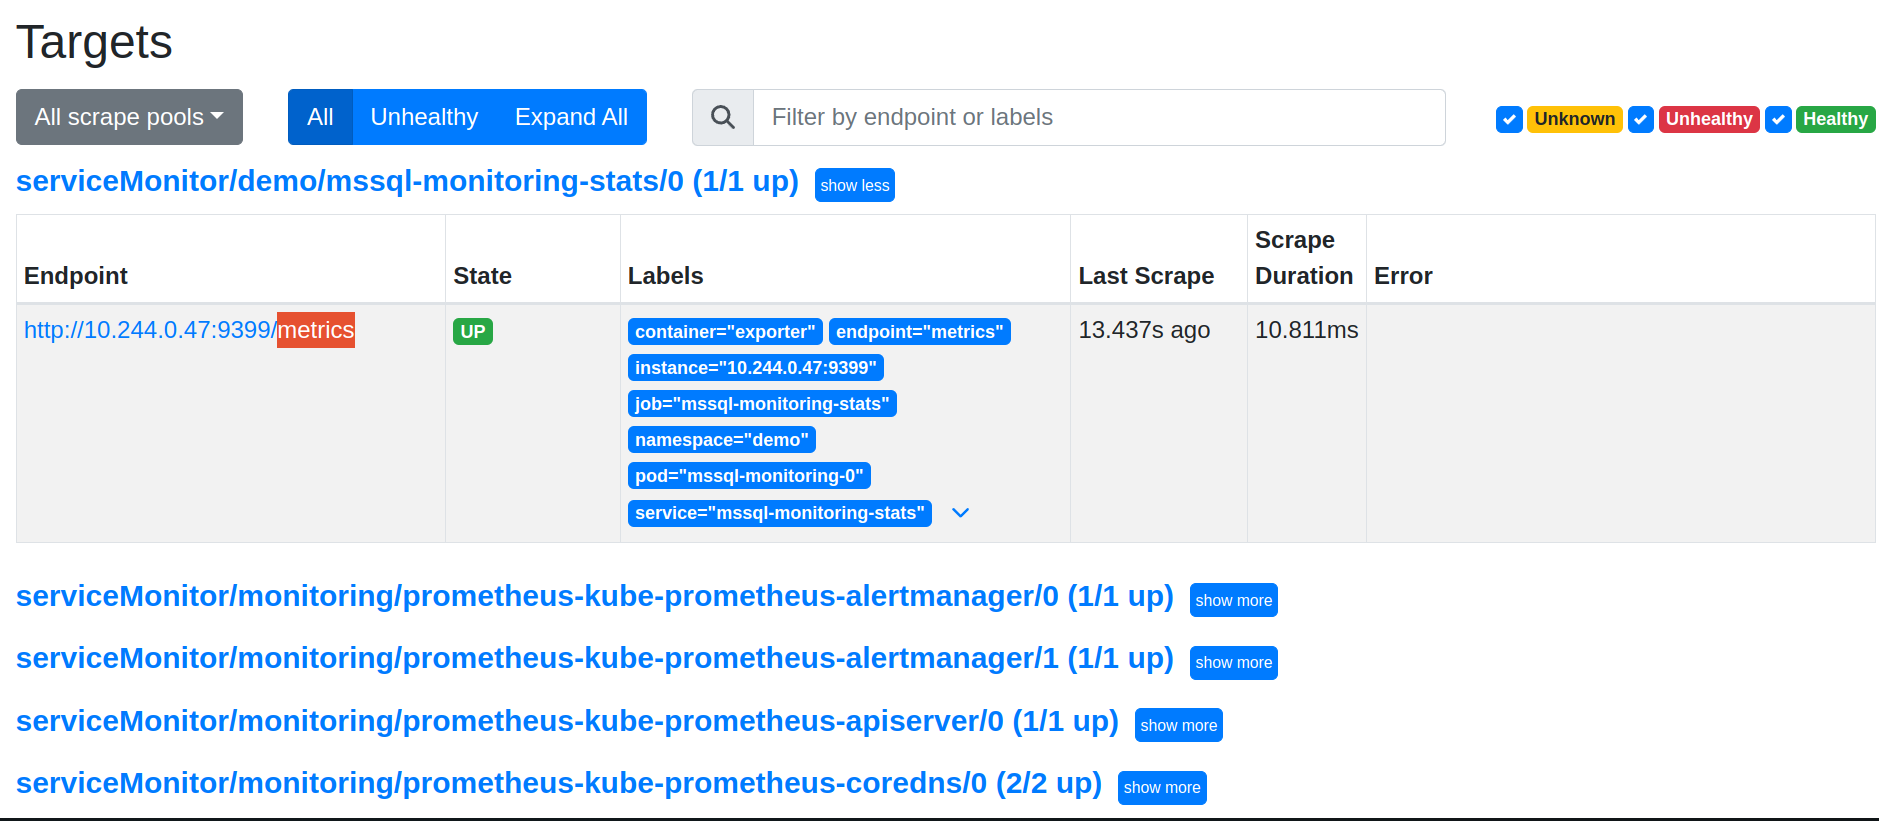 Targets
All scrape pools All Unhealthy Expand All Filter by endpoint or labels Unknown Unhealthy Healthy
serviceMonitor/demo/mssql-monitoring-stats/0 (1/1 up) show less
Endpoint State Labels Last Scrape Scrape Duration Error
http://10.244.0.47:9399/metrics UP container="exporter" endpoint="metrics" 13.437s ago 10.811ms
instance="10.244.0.47:9399"
job="mssql-monitoring-stats"
namespace="demo"
pod="mssql-monitoring-0"
service="mssql-monitoring-stats"
serviceMonitor/monitoring/prometheus-kube-prometheus-alertmanager/0 (1/1 up) show more
serviceMonitor/monitoring/prometheus-kube-prometheus-alertmanager/1 (1/1 up) show more
serviceMonitor/monitoring/prometheus-kube-prometheus-apiserver/0 (1/1 up) show more
serviceMonitor/monitoring/prometheus-kube-prometheus-coredns/0 (2/2 up) show more